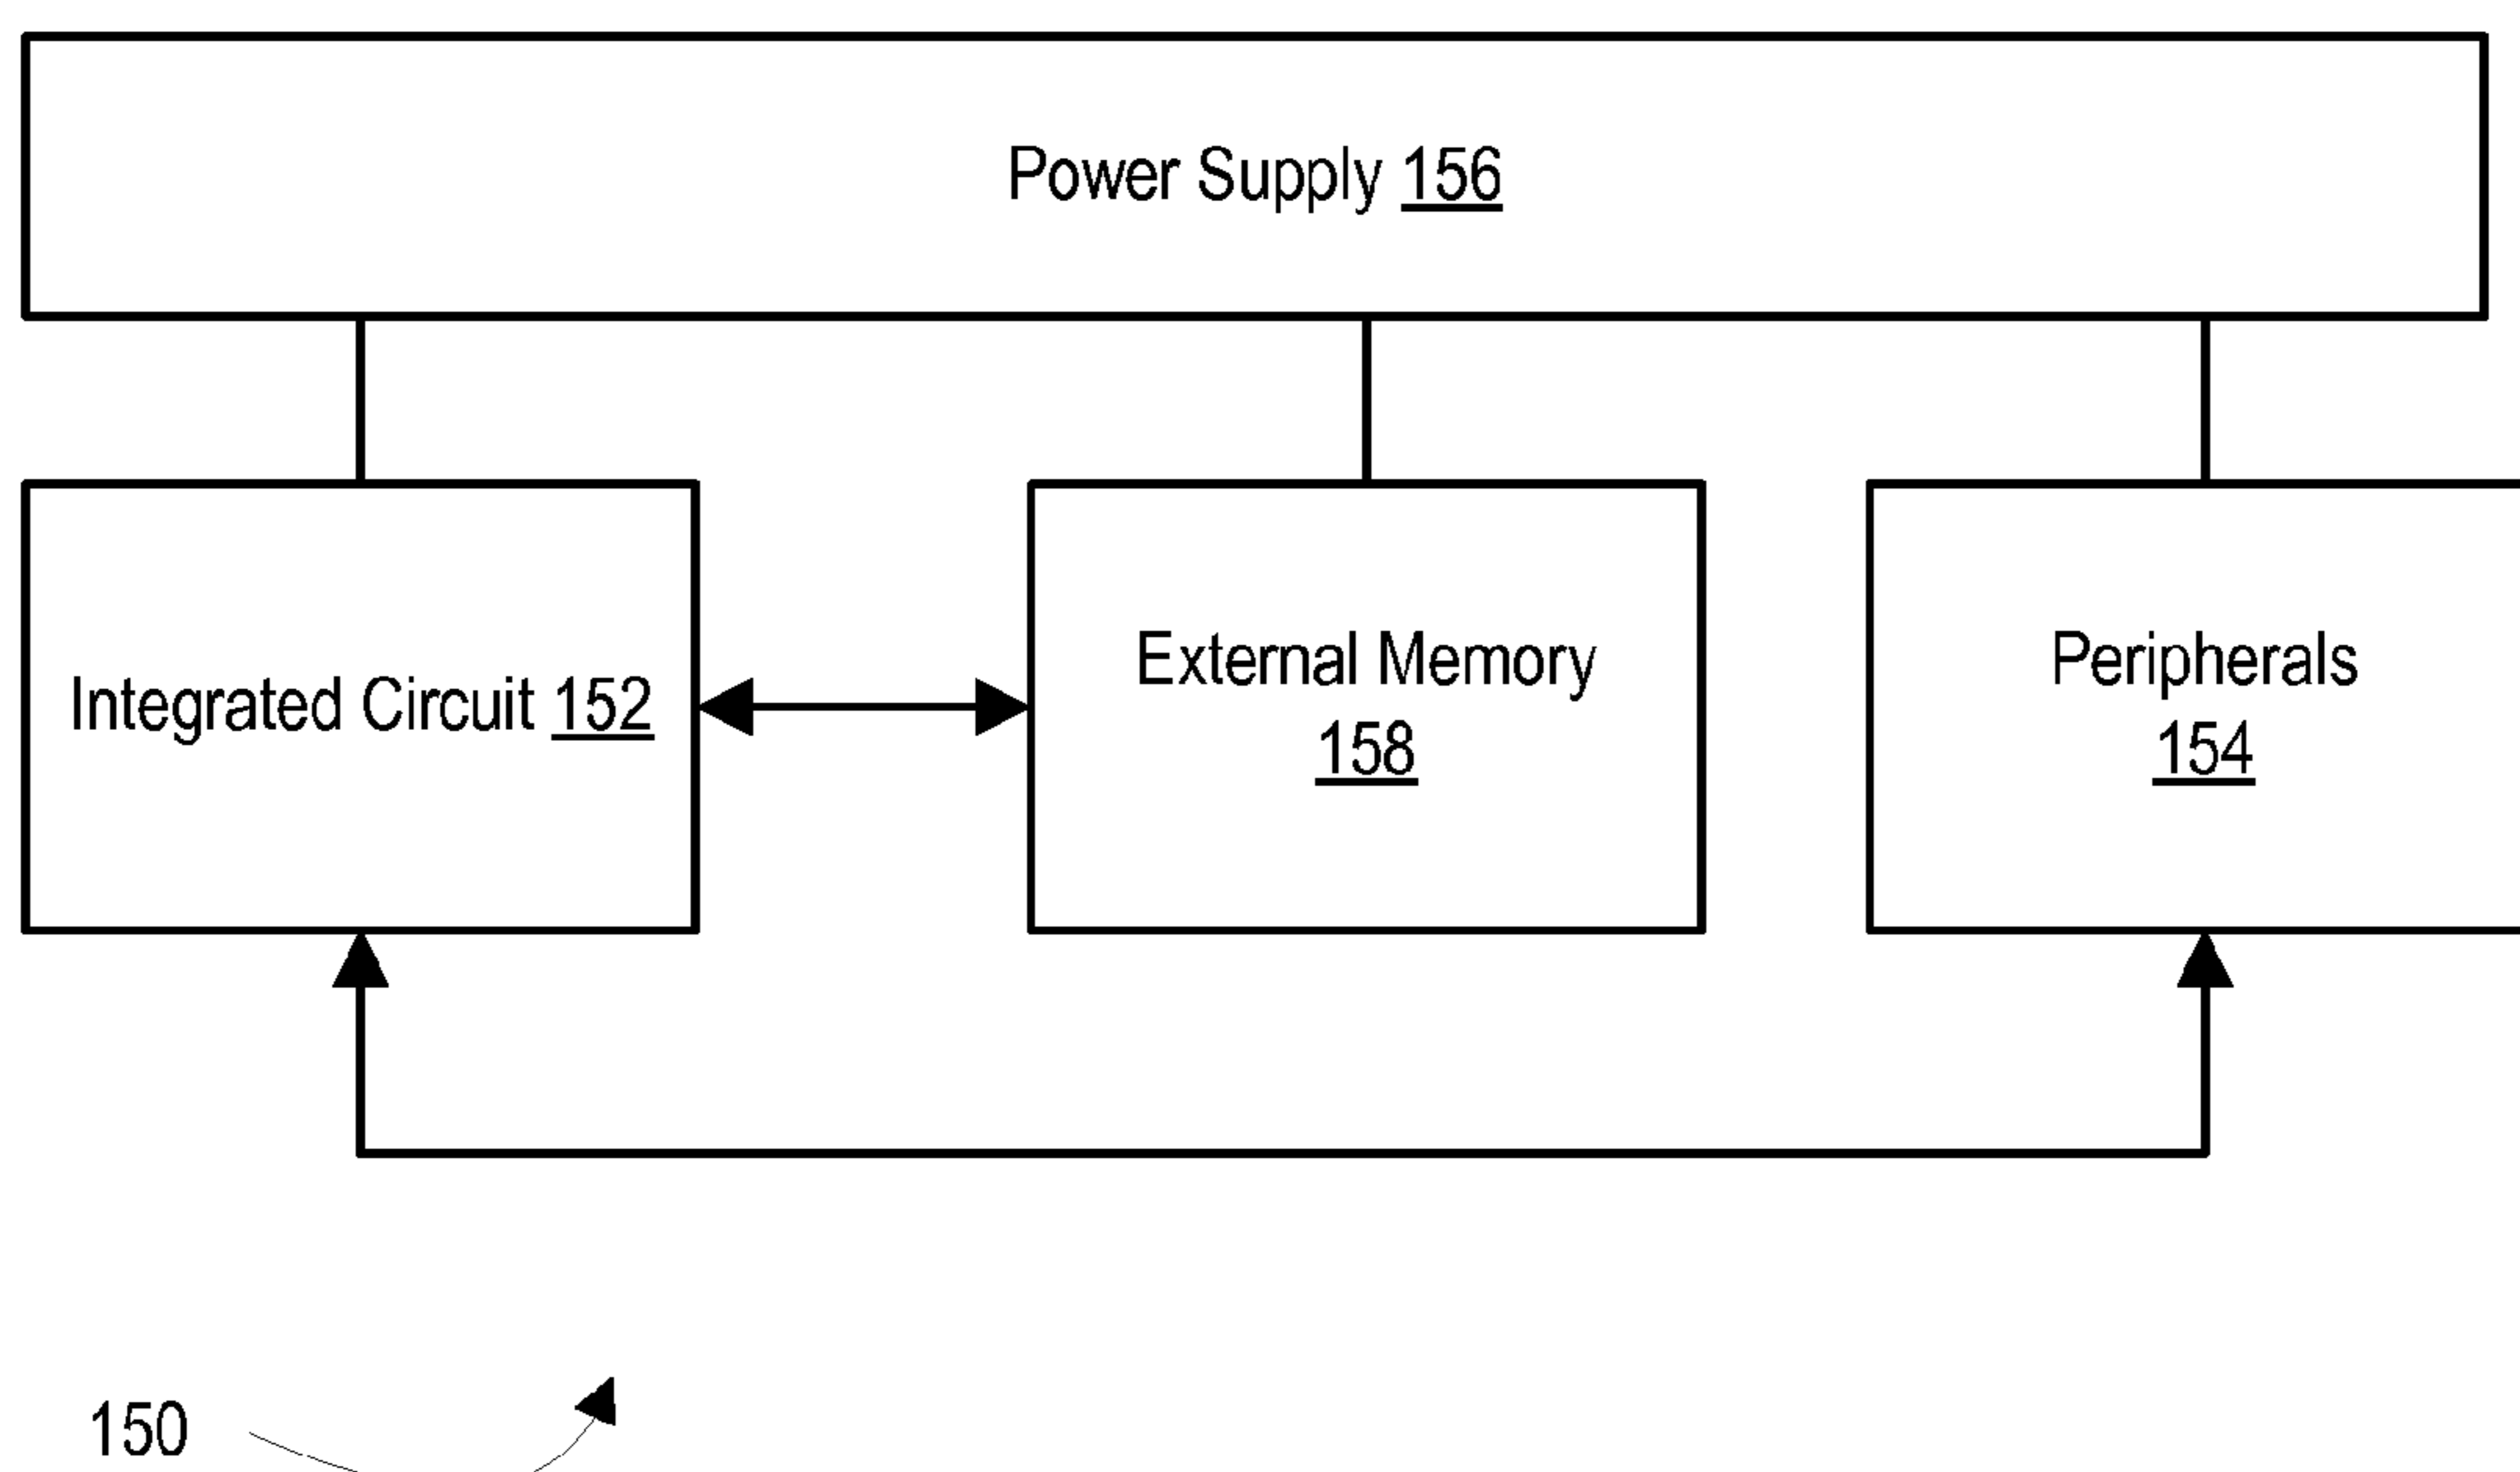 Power Supply 156
Integrated Circuit 152
External Memory
158
Peripherals
154
150